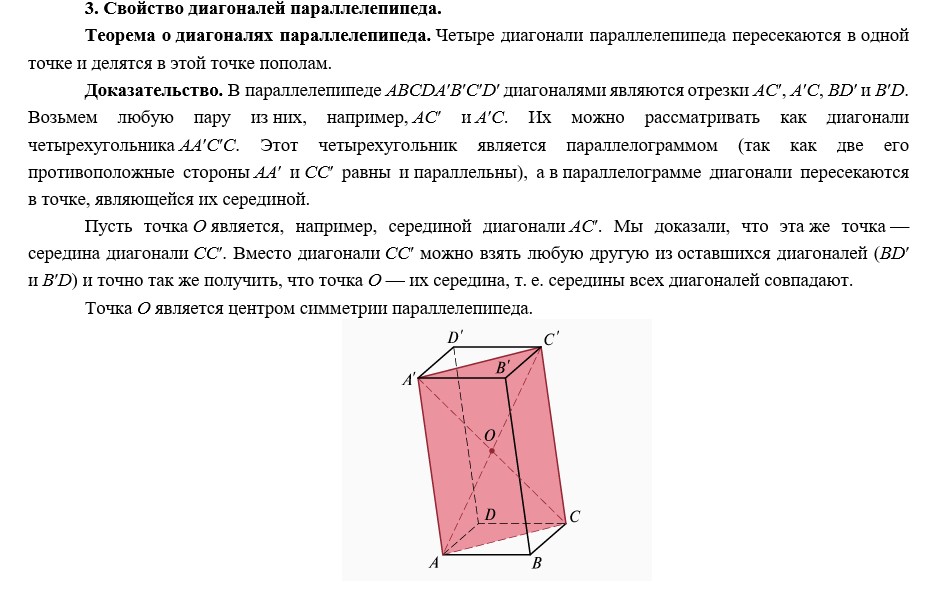 3. Свойство диагоналей параллелепипеда.
Теорема о диагоналях параллелепипеда. Четыре диагонали параллелепипеда пересекаются в одной
точке и делятся в этой точке пополам.
Доказательство. В параллелепипеде ABCDA′B′C′D′ диагоналями являются отрезки AC′, A′C, BD′ и B′D.
Возьмем любую пару из них, например, AC′ и A′C. Их можно рассматривать как диагонали
четырехугольника AA′C′C. Этот четырехугольник является параллелограммом (так как две его
противоположные стороны AA′ и CC′ равны и параллельны), а в параллелограмме диагонали пересекаются
в точке, являющейся их серединой.
Пусть точка O является, например, серединой диагонали AC′. Мы доказали, что эта же точка —
середина диагонали CC′. Вместо диагонали CC′ можно взять любую другую из оставшихся диагоналей (BD′
и B′D) и точно так же получить, что точка O — их середина, т. е. середины всех диагоналей совпадают.
Точка O является центром симметрии параллелепипеда.
D′
C′
B′
A′
O
D
C
A
B